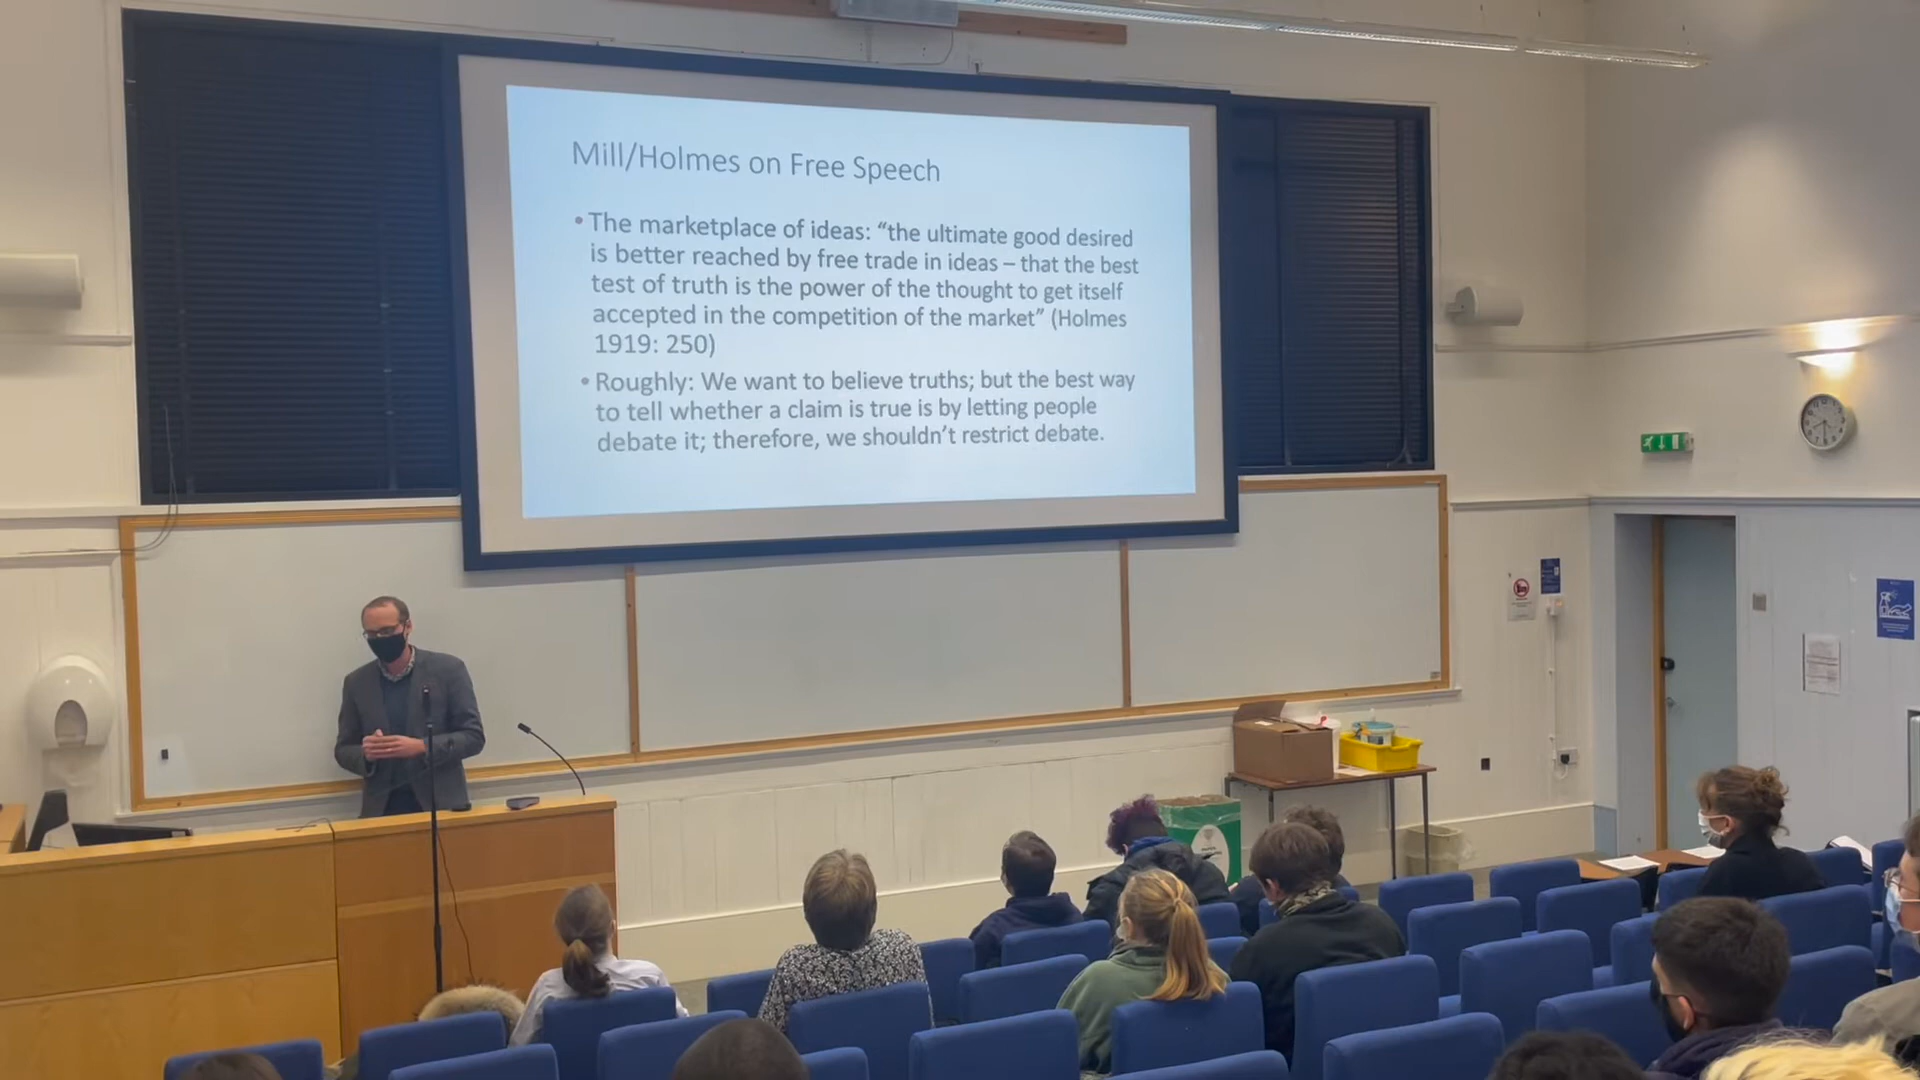 Mill/Holmes on Free Speech
• The marketplace of ideas: “the ultimate good desired
is better reached by free trade in ideas – that the best
test of truth is the power of the thought to get itself
accepted in the competition of the market” (Holmes
1919: 250)
• Roughly: We want to believe truths; but the best way
to tell whether a claim is true is by letting people
debate it; therefore, we shouldn’t restrict debate.